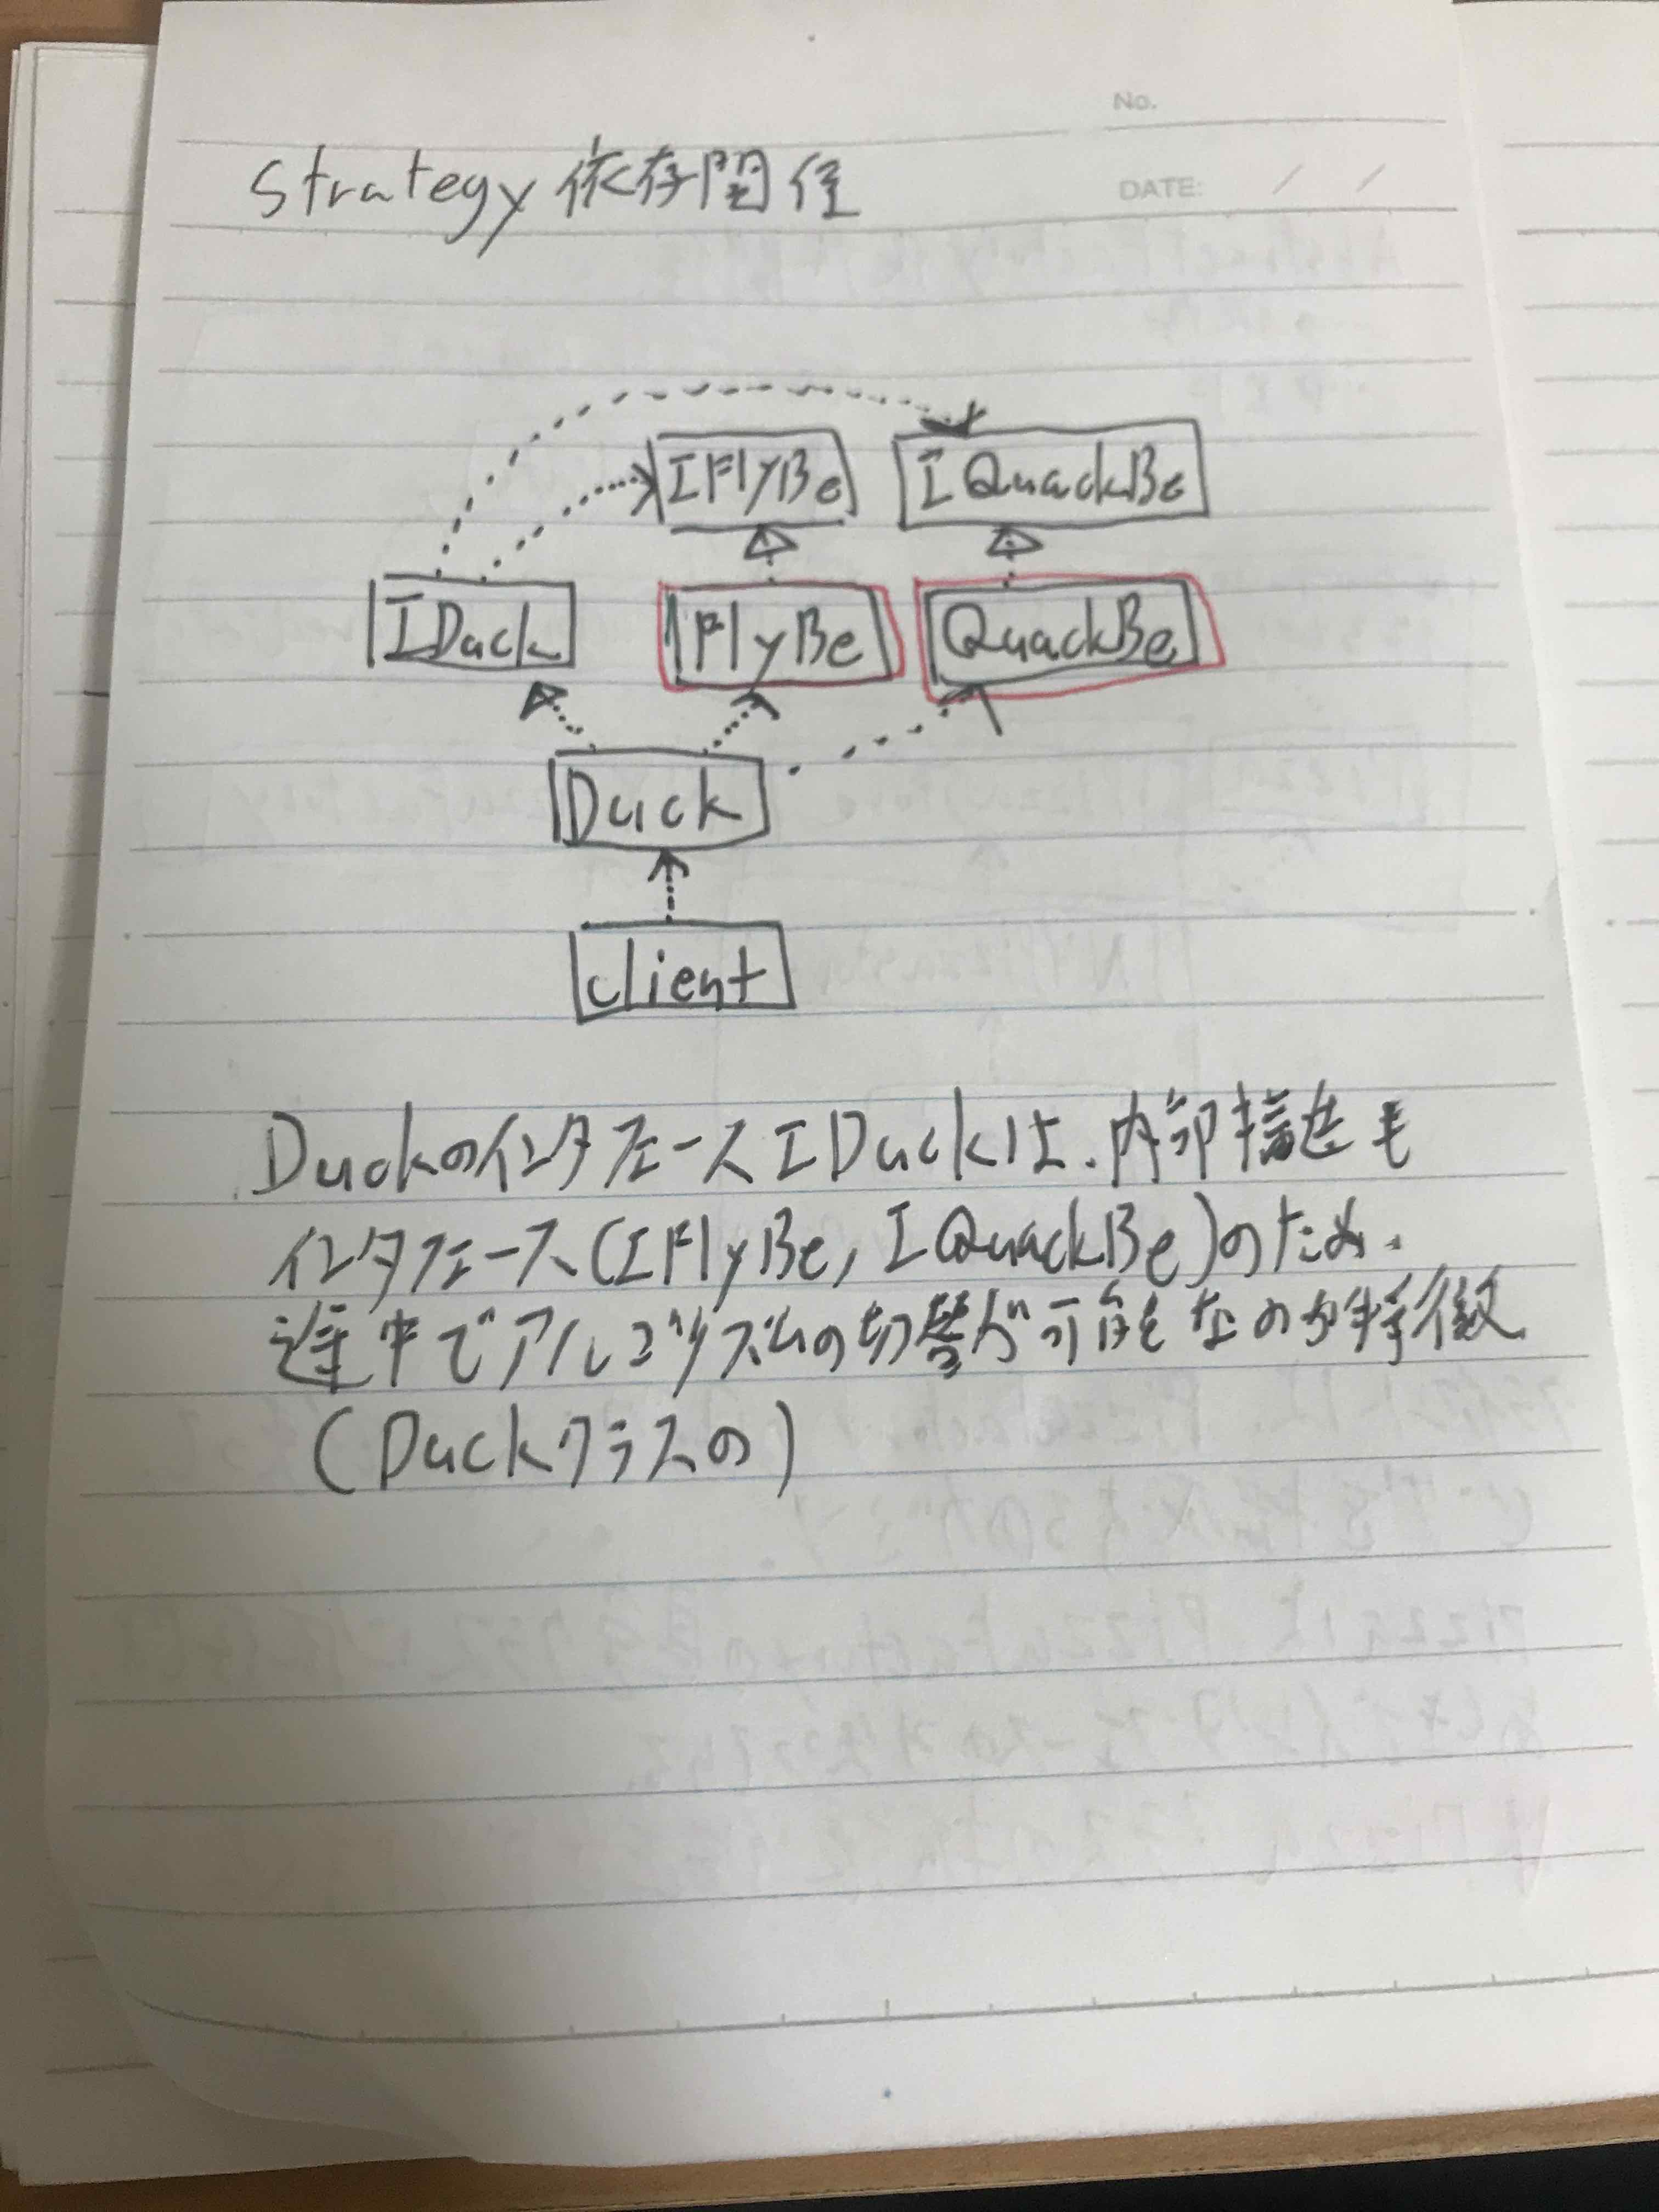 No.
DATE: / /
Strategy 依存関係
IFlyBe
IQuackBe
IDuck
FlyBe
QuackBe
Duck
client
Duckのインタフェース IDuckは、内部構造も
インタフェース(IFlyBe, IQuackBe)のため、
途中でアルゴリズムの切替が可能なのが特徴
(Duckクラスの)